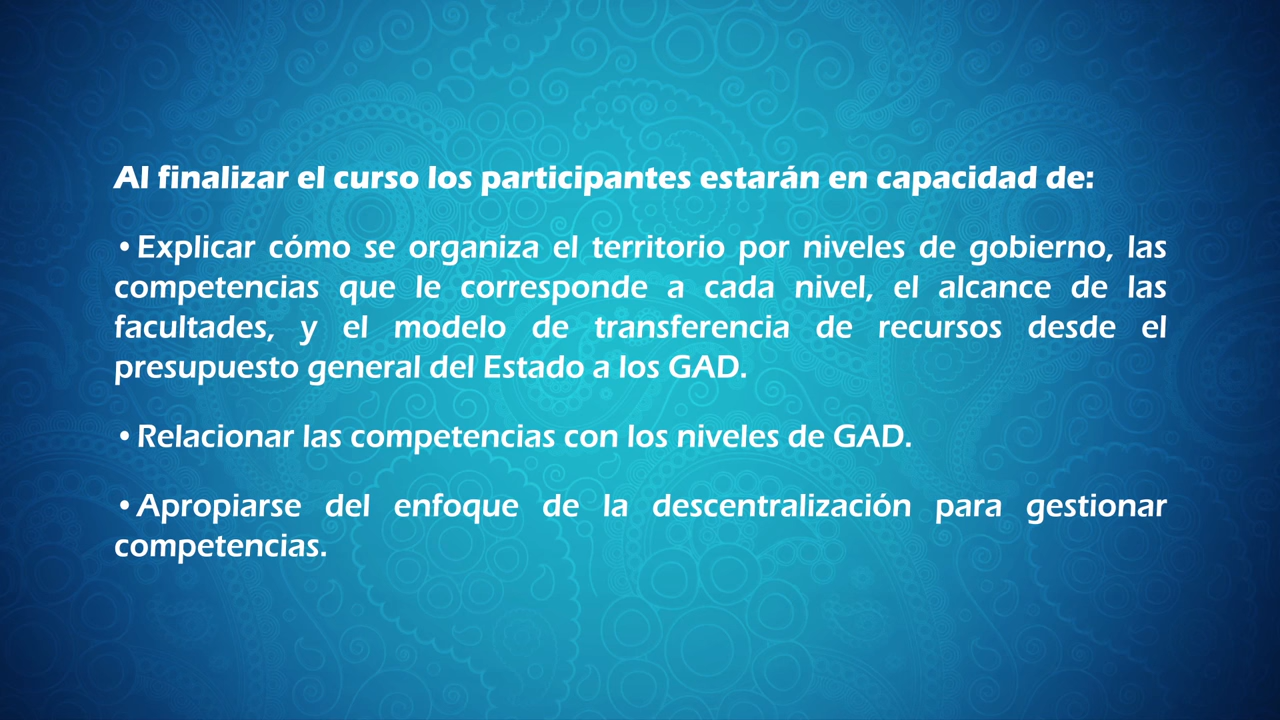 Al finalizar el curso los participantes estarán en capacidad de:
• Explicar cómo se organiza el territorio por niveles de gobierno, las
competencias que le corresponde a cada nivel, el alcance de las
facultades, y el modelo de transferencia de recursos desde el
presupuesto general del Estado a los GAD.
• Relacionar las competencias con los niveles de GAD.
• Apropiarse del enfoque de la descentralización para gestionar
competencias.